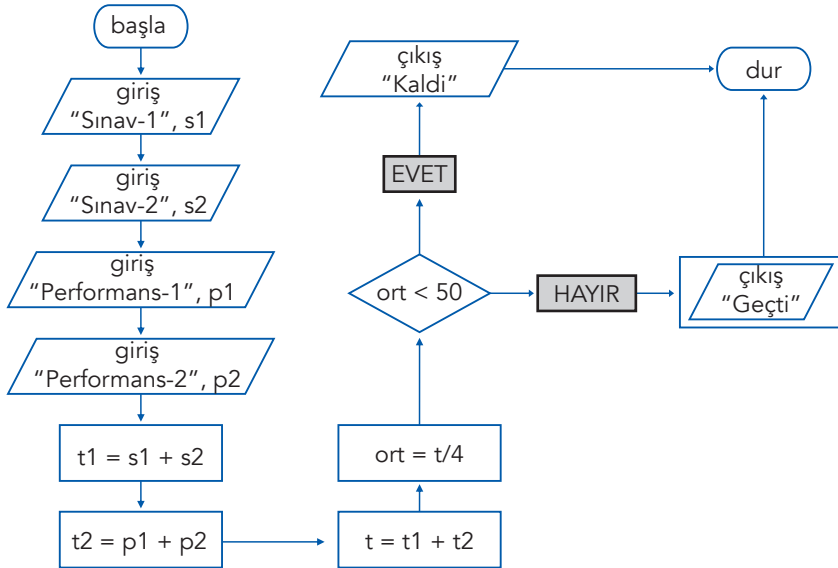 başla
giriş
“Sınav-1”, s1
giriş
“Sınav-2”, s2
giriş
“Performans-1”, p1
giriş
“Performans-2”, p2
t1 = s1 + s2
t2 = p1 + p2
t = t1 + t2
ort = t/4
ort < 50
EVET
çıkış
“Kaldi”
HAYIR
çıkış
“Geçti”
dur